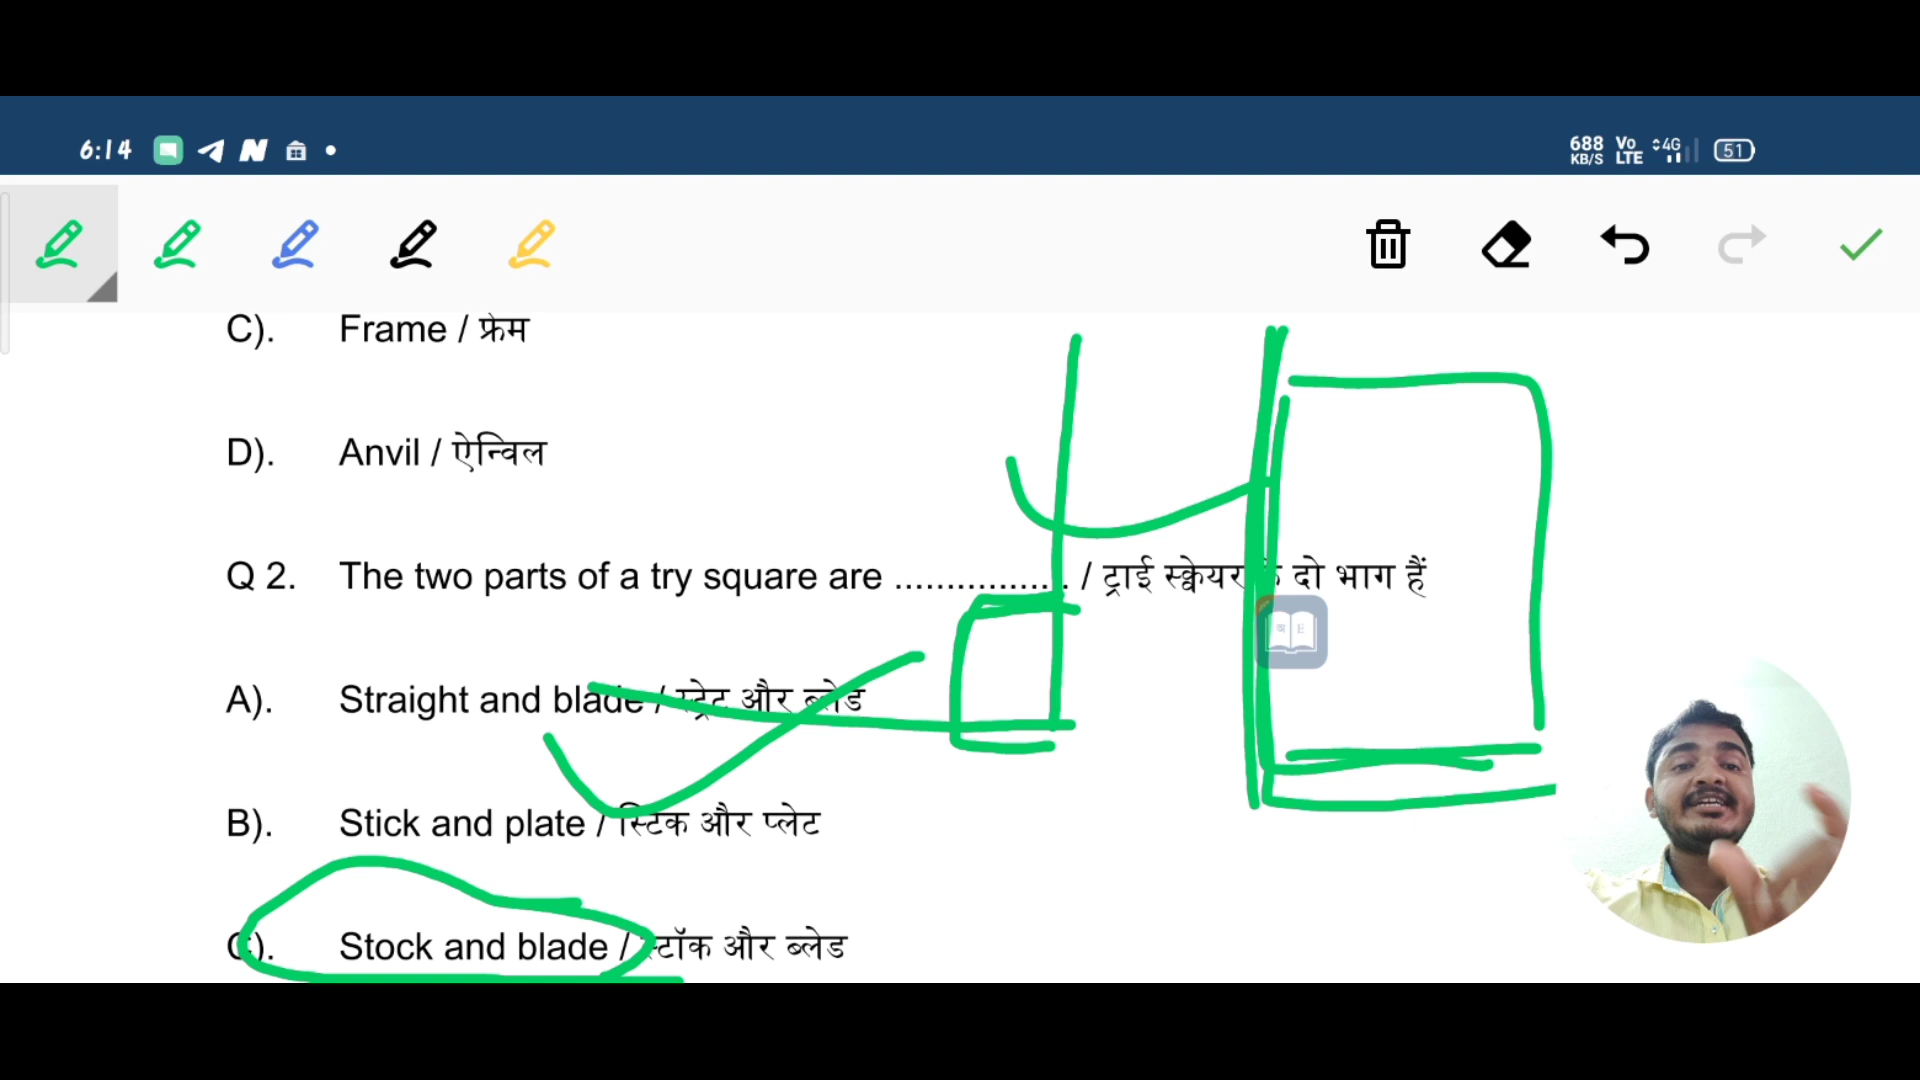 6:14 N 688 KB/S Vo LTE 4G 51
C). Frame / फ्रेम
D). Anvil / ऐन्विल
Q 2. The two parts of a try square are ................. / ट्राई स्क्वेयर के दो भाग हैं
A). Straight and blade / स्ट्रेट और ब्लेड
B). Stick and plate / स्टिक और प्लेट
C). Stock and blade / स्टॉक और ब्लेड